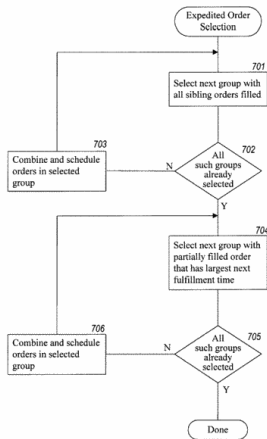 Expedited Order
Selection
701
Select next group with
all sibling orders filled
703
Combine and schedule
orders in selected
group
N
702
All
such groups
already
selected
Y
704
Select next group with
partially filled order
that has largest next
fulfillment time
706
Combine and schedule
orders in selected
group
N
705
All
such groups
already
selected
Y
Done